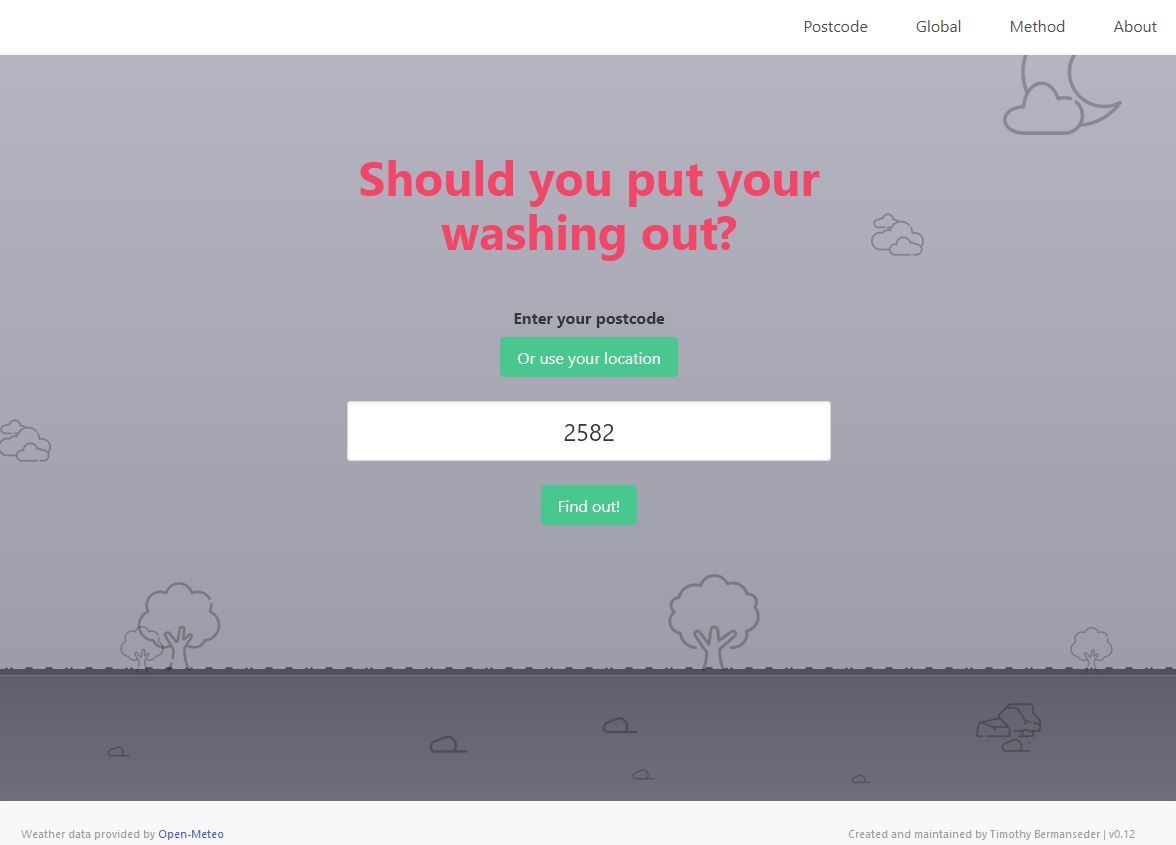 Postcode Global Method About
Should you put your
washing out?
Enter your postcode
Or use your location
2582
Find out!
Weather data provided by Open-Meteo
Created and maintained by Timothy Bermanseder | v0.12